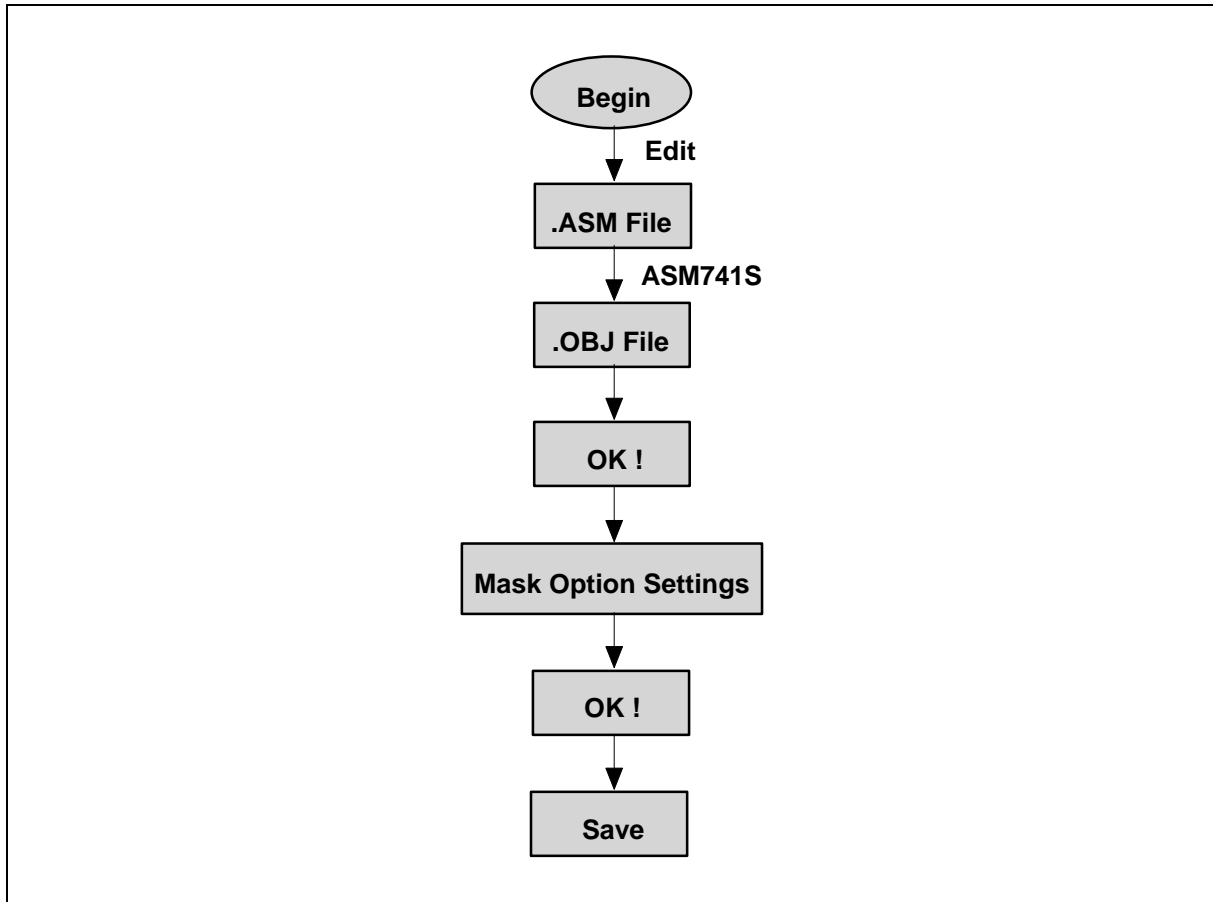 Begin
Edit
.ASM File
ASM741S
.OBJ File
OK !
Mask Option Settings
OK !
Save